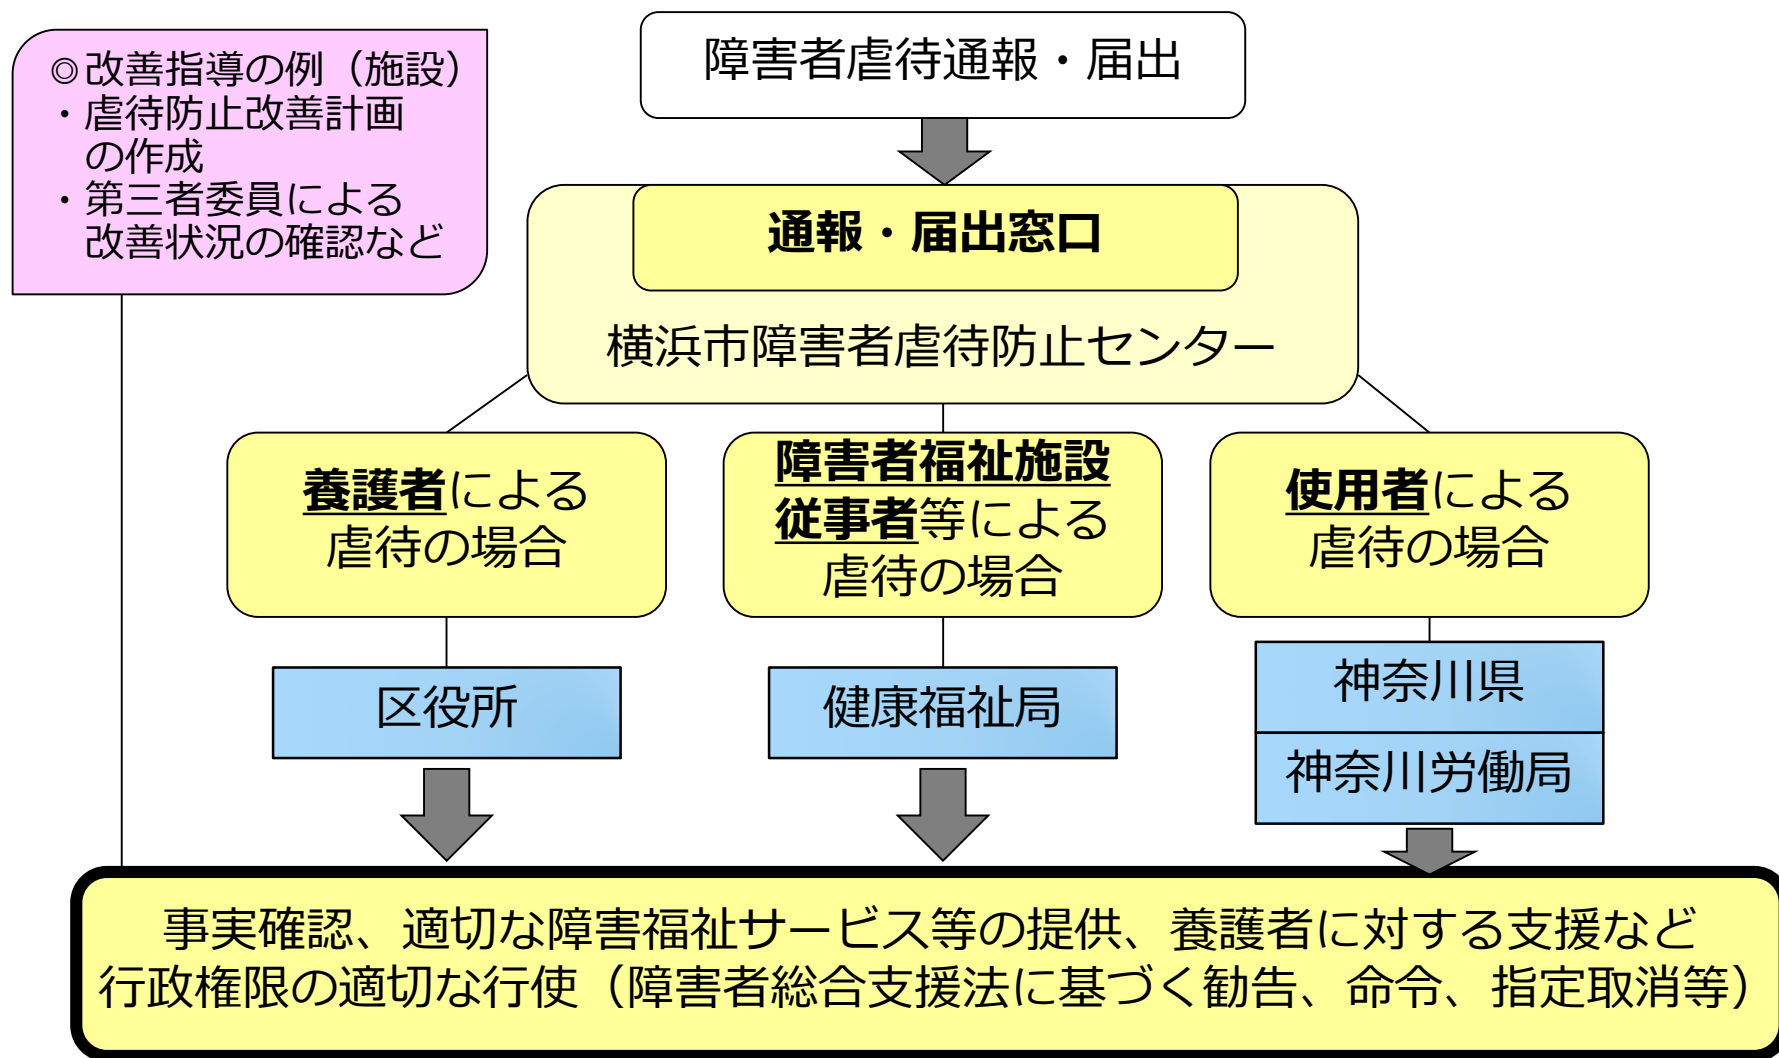 ◎改善指導の例（施設）
・虐待防止改善計画
の作成
・第三者委員による
改善状況の確認など
障害者虐待通報・届出
通報・届出窓口
横浜市障害者虐待防止センター
養護者による
虐待の場合
障害者福祉施設
従事者等による
虐待の場合
使用者による
虐待の場合
区役所
健康福祉局
神奈川県
神奈川労働局
事実確認、適切な障害福祉サービス等の提供、養護者に対する支援など
行政権限の適切な行使（障害者総合支援法に基づく勧告、命令、指定取消等）